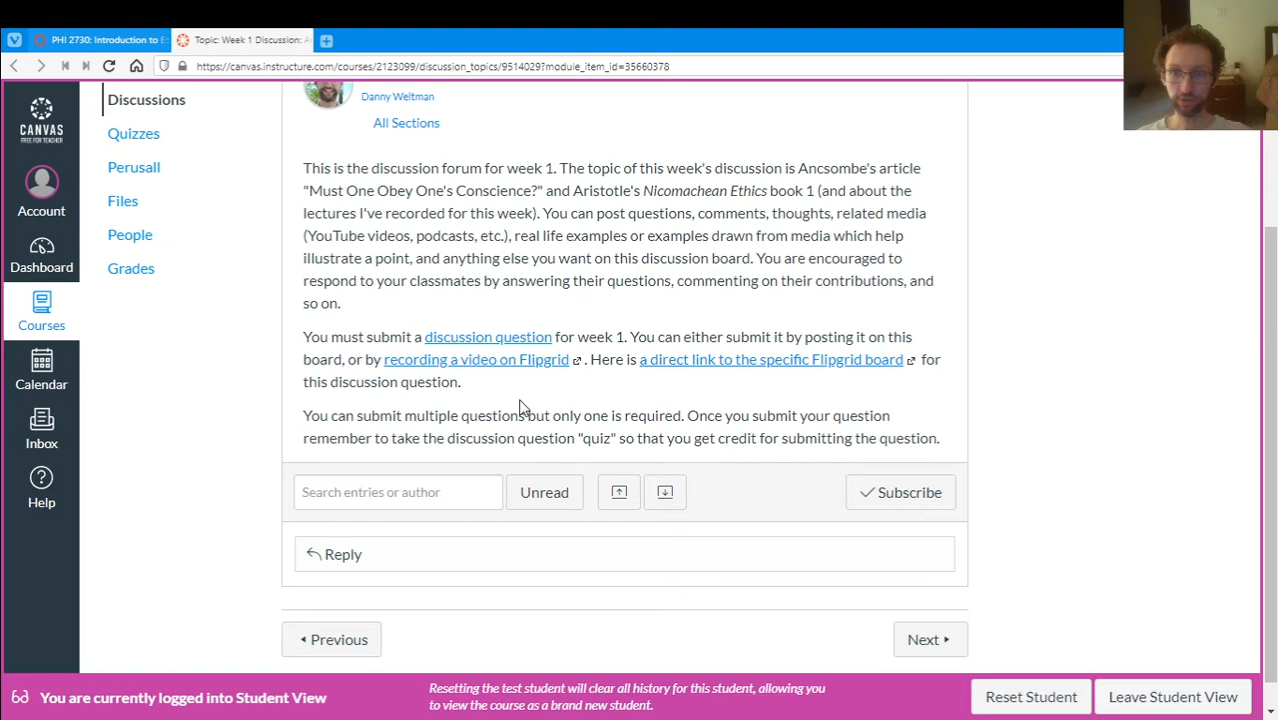 PHI 2730: Introduction to E
Topic: Week 1 Discussion: A
https://canvas.instructure.com/courses/2123099/discussion_topics/9514029?module_item_id=35660378
CANVAS
FREE FOR TEACHER
Account
Dashboard
Courses
Calendar
Inbox
Help
Discussions
Quizzes
Perusall
Files
People
Grades
Danny Weltman
All Sections
This is the discussion forum for week 1. The topic of this week's discussion is Ancsombe's article
"Must One Obey One's Conscience?" and Aristotle's Nicomachean Ethics book 1 (and about the
lectures I've recorded for this week). You can post questions, comments, thoughts, related media
(YouTube videos, podcasts, etc.), real life examples or examples drawn from media which help
illustrate a point, and anything else you want on this discussion board. You are encouraged to
respond to your classmates by answering their questions, commenting on their contributions, and
so on.
You must submit a discussion question for week 1. You can either submit it by posting it on this
board, or by recording a video on Flipgrid . Here is a direct link to the specific Flipgrid board for
this discussion question.
You can submit multiple questions but only one is required. Once you submit your question
remember to take the discussion question "quiz" so that you get credit for submitting the question.
Search entries or author
Unread
Subscribe
Reply
Previous
Next
You are currently logged into Student View
Resetting the test student will clear all history for this student, allowing you
to view the course as a brand new student.
Reset Student
Leave Student View